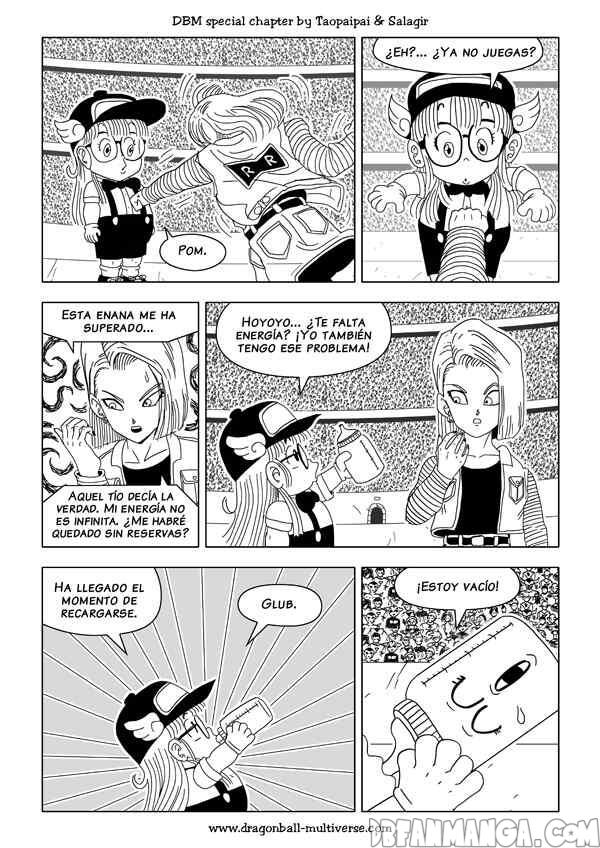 DBM special chapter by Taopaipai & Salagir
R R
Pom.
¿Eh?... ¿Ya no juegas?
Esta enana me ha
superado...
Aquel tío decía la
verdad. Mi energía no
es infinita. ¿Me habré
quedado sin reservas?
Hoyoyo... ¿Te falta
energía? ¡Yo también
tengo ese problema!
Ha llegado el
momento de
recargarse.
Glub.
¡Estoy vacío!
www.dragonball-multiverse.com
DBFANMANGA.COM